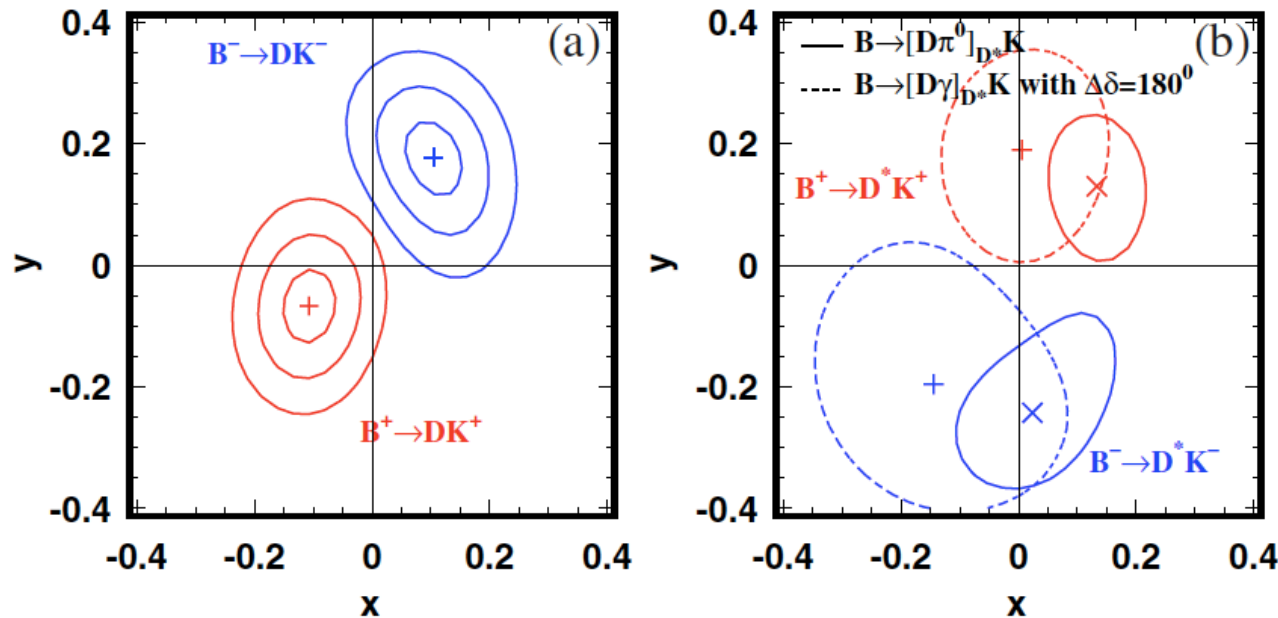 (a)
B⁻→DK⁻
B⁺→DK⁺
y
0.4
0.2
0
-0.2
-0.4
-0.4 -0.2 0 0.2 0.4
x
(b)
B→[Dπ⁰]_D*K
B→[Dγ]_D*K with Δδ=180⁰
B⁺→D*K⁺
B⁻→D*K⁻
y
0.4
0.2
0
-0.2
-0.4
-0.4 -0.2 0 0.2 0.4
x